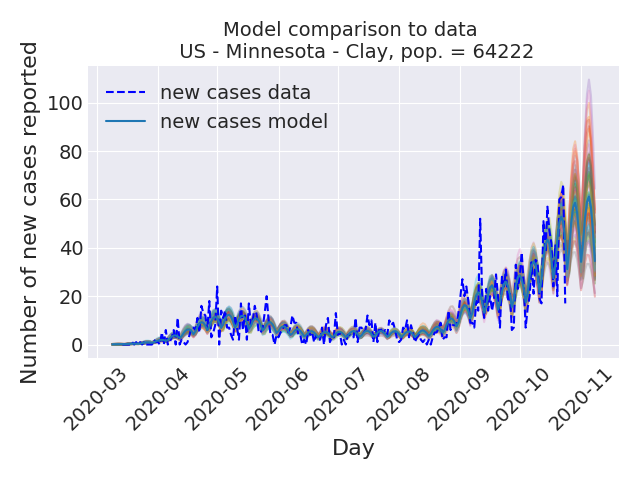 Model comparison to data
US - Minnesota - Clay, pop. = 64222
new cases data
new cases model
Number of new cases reported
100
80
60
40
20
0
2020-03
2020-04
2020-05
2020-06
2020-07
2020-08
2020-09
2020-10
2020-11
Day